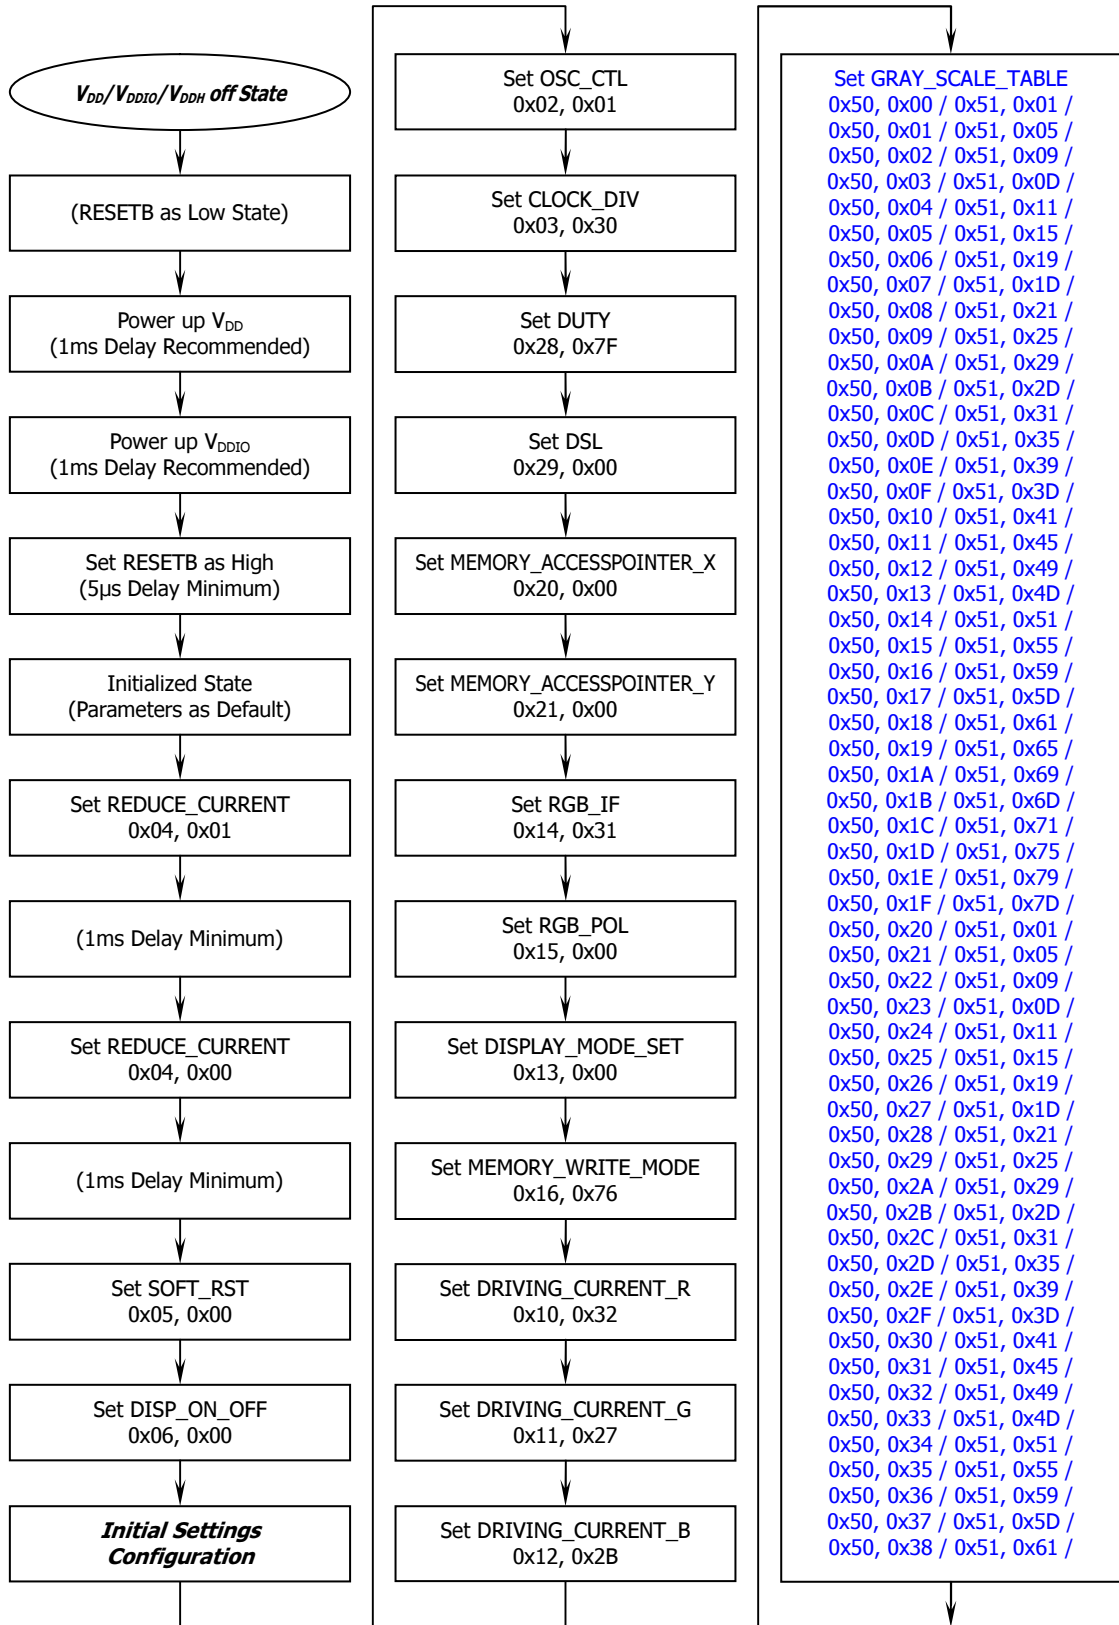 VDD/VDDIO/VDDH off State
(RESETB as Low State)
Power up VDD
(1ms Delay Recommended)
Power up VDDIO
(1ms Delay Recommended)
Set RESETB as High
(5µs Delay Minimum)
Initialized State
(Parameters as Default)
Set REDUCE_CURRENT
0x04, 0x01
(1ms Delay Minimum)
Set REDUCE_CURRENT
0x04, 0x00
(1ms Delay Minimum)
Set SOFT_RST
0x05, 0x00
Set DISP_ON_OFF
0x06, 0x00
Initial Settings
Configuration
Set OSC_CTL
0x02, 0x01
Set CLOCK_DIV
0x03, 0x30
Set DUTY
0x28, 0x7F
Set DSL
0x29, 0x00
Set MEMORY_ACCESSPOINTER_X
0x20, 0x00
Set MEMORY_ACCESSPOINTER_Y
0x21, 0x00
Set RGB_IF
0x14, 0x31
Set RGB_POL
0x15, 0x00
Set DISPLAY_MODE_SET
0x13, 0x00
Set MEMORY_WRITE_MODE
0x16, 0x76
Set DRIVING_CURRENT_R
0x10, 0x32
Set DRIVING_CURRENT_G
0x11, 0x27
Set DRIVING_CURRENT_B
0x12, 0x2B
Set GRAY_SCALE_TABLE
0x50, 0x00 / 0x51, 0x01 /
0x50, 0x01 / 0x51, 0x05 /
0x50, 0x02 / 0x51, 0x09 /
0x50, 0x03 / 0x51, 0x0D /
0x50, 0x04 / 0x51, 0x11 /
0x50, 0x05 / 0x51, 0x15 /
0x50, 0x06 / 0x51, 0x19 /
0x50, 0x07 / 0x51, 0x1D /
0x50, 0x08 / 0x51, 0x21 /
0x50, 0x09 / 0x51, 0x25 /
0x50, 0x0A / 0x51, 0x29 /
0x50, 0x0B / 0x51, 0x2D /
0x50, 0x0C / 0x51, 0x31 /
0x50, 0x0D / 0x51, 0x35 /
0x50, 0x0E / 0x51, 0x39 /
0x50, 0x0F / 0x51, 0x3D /
0x50, 0x10 / 0x51, 0x41 /
0x50, 0x11 / 0x51, 0x45 /
0x50, 0x12 / 0x51, 0x49 /
0x50, 0x13 / 0x51, 0x4D /
0x50, 0x14 / 0x51, 0x51 /
0x50, 0x15 / 0x51, 0x55 /
0x50, 0x16 / 0x51, 0x59 /
0x50, 0x17 / 0x51, 0x5D /
0x50, 0x18 / 0x51, 0x61 /
0x50, 0x19 / 0x51, 0x65 /
0x50, 0x1A / 0x51, 0x69 /
0x50, 0x1B / 0x51, 0x6D /
0x50, 0x1C / 0x51, 0x71 /
0x50, 0x1D / 0x51, 0x75 /
0x50, 0x1E / 0x51, 0x79 /
0x50, 0x1F / 0x51, 0x7D /
0x50, 0x20 / 0x51, 0x01 /
0x50, 0x21 / 0x51, 0x05 /
0x50, 0x22 / 0x51, 0x09 /
0x50, 0x23 / 0x51, 0x0D /
0x50, 0x24 / 0x51, 0x11 /
0x50, 0x25 / 0x51, 0x15 /
0x50, 0x26 / 0x51, 0x19 /
0x50, 0x27 / 0x51, 0x1D /
0x50, 0x28 / 0x51, 0x21 /
0x50, 0x29 / 0x51, 0x25 /
0x50, 0x2A / 0x51, 0x29 /
0x50, 0x2B / 0x51, 0x2D /
0x50, 0x2C / 0x51, 0x31 /
0x50, 0x2D / 0x51, 0x35 /
0x50, 0x2E / 0x51, 0x39 /
0x50, 0x2F / 0x51, 0x3D /
0x50, 0x30 / 0x51, 0x41 /
0x50, 0x31 / 0x51, 0x45 /
0x50, 0x32 / 0x51, 0x49 /
0x50, 0x33 / 0x51, 0x4D /
0x50, 0x34 / 0x51, 0x51 /
0x50, 0x35 / 0x51, 0x55 /
0x50, 0x36 / 0x51, 0x59 /
0x50, 0x37 / 0x51, 0x5D /
0x50, 0x38 / 0x51, 0x61 /